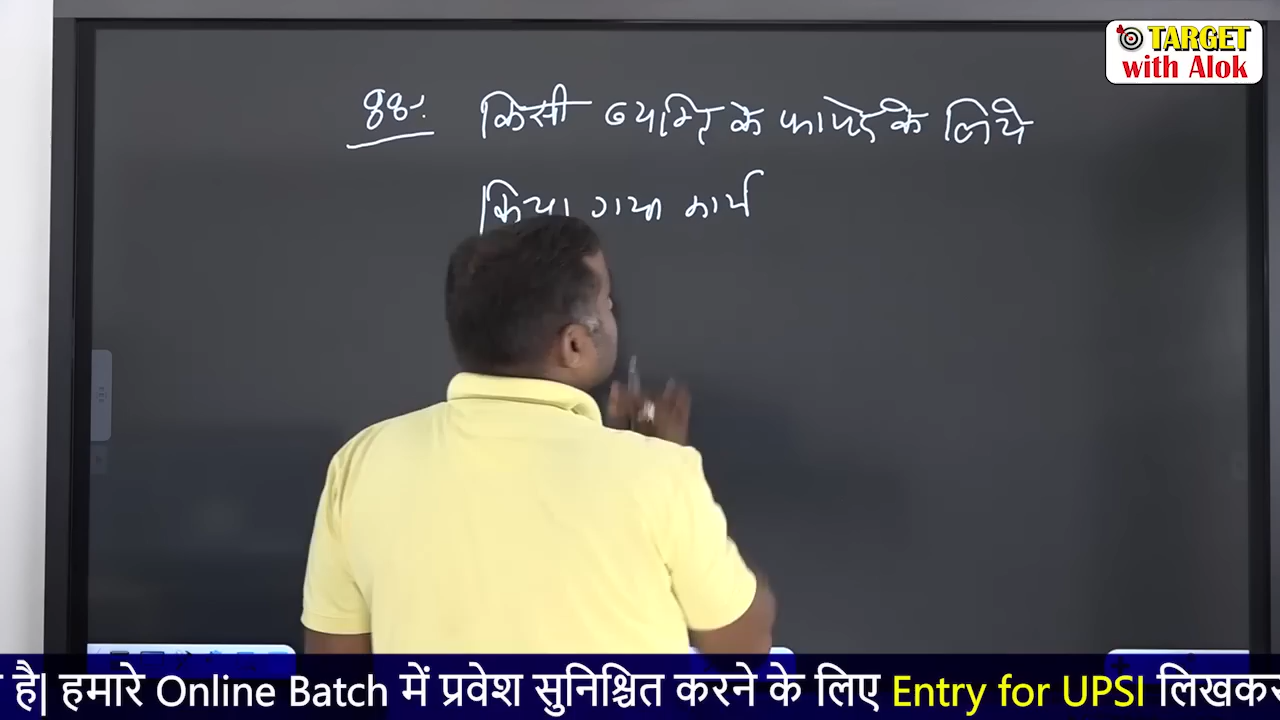 TARGET
with Alok
88:
किसी व्यक्ति के फायदे के लिये
किया गया कार्य
है| हमारे Online Batch में प्रवेश सुनिश्चित करने के लिए Entry for UPSI लिखकर